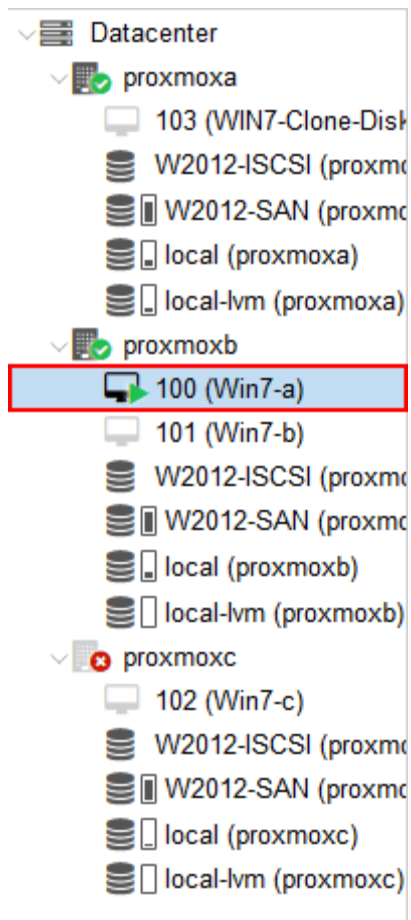 Datacenter
proxmoxa
103 (WIN7-Clone-Disk
W2012-ISCSI (proxmo
W2012-SAN (proxmo
local (proxmoxa)
local-lvm (proxmoxa)
proxmoxb
100 (Win7-a)
101 (Win7-b)
W2012-ISCSI (proxmo
W2012-SAN (proxmo
local (proxmoxb)
local-lvm (proxmoxb)
proxmoxc
102 (Win7-c)
W2012-ISCSI (proxmo
W2012-SAN (proxmo
local (proxmoxc)
local-lvm (proxmoxc)